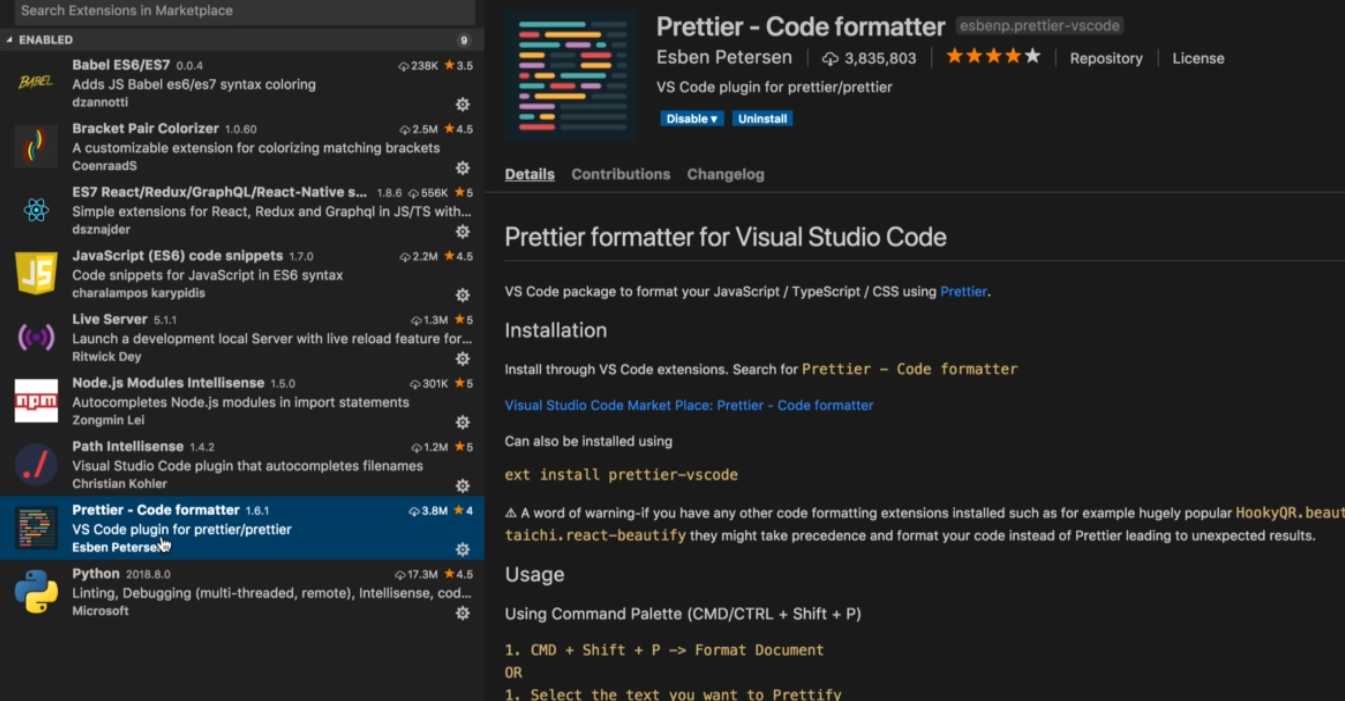 Search Extensions in Marketplace
ENABLED 9
Babel ES6/ES7 0.0.4 238K 3.5
Adds JS Babel es6/es7 syntax coloring
dzannotti
BABEL
Bracket Pair Colorizer 1.0.60 2.5M 4.5
A customizable extension for colorizing matching brackets
CoenraadS
ES7 React/Redux/GraphQL/React-Native s... 1.8.6 556K 5
Simple extensions for React, Redux and Graphql in JS/TS with...
dsznajder
JavaScript (ES6) code snippets 1.7.0 2.2M 4.5
Code snippets for JavaScript in ES6 syntax
charalampos karypidis
JS
Live Server 5.1.1 1.3M 5
Launch a development local Server with live reload feature for...
Ritwick Dey
Node.js Modules Intellisense 1.5.0 301K 5
Autocompletes Node.js modules in import statements
Zongmin Lei
npm
Path Intellisense 1.4.2 1.2M 5
Visual Studio Code plugin that autocompletes filenames
Christian Kohler
./
Prettier - Code formatter 1.6.1 3.8M 4
VS Code plugin for prettier/prettier
Esben Petersen
Python 2018.8.0 17.3M 4.5
Linting, Debugging (multi-threaded, remote), Intellisense, cod...
Microsoft
Prettier - Code formatter esbenp.prettier-vscode
Esben Petersen 3,835,803 Repository License
VS Code plugin for prettier/prettier
Disable ▾ Uninstall
Details Contributions Changelog
Prettier formatter for Visual Studio Code
VS Code package to format your JavaScript / TypeScript / CSS using Prettier.
Installation
Install through VS Code extensions. Search for Prettier - Code formatter
Visual Studio Code Market Place: Prettier - Code formatter
Can also be installed using
ext install prettier-vscode
⚠ A word of warning-if you have any other code formatting extensions installed such as for example hugely popular HookyQR.beaut
taichi.react-beautify they might take precedence and format your code instead of Prettier leading to unexpected results.
Usage
Using Command Palette (CMD/CTRL + Shift + P)
1. CMD + Shift + P -> Format Document
OR
1. Select the text you want to Prettify